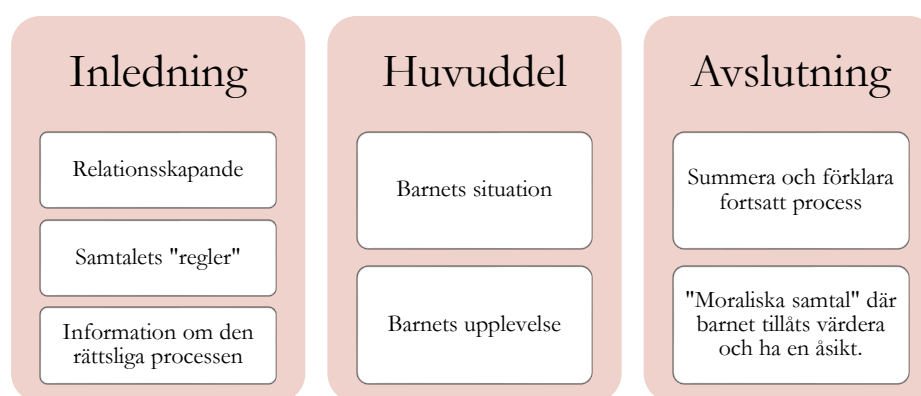 Inledning
Relationsskapande
Samtalets "regler"
Information om den
rättsliga processen
Huvuddel
Barnets situation
Barnets upplevelse
Avslutning
Summera och förklara
fortsatt process
"Moraliska samtal" där
barnet tillåts värdera
och ha en åsikt.